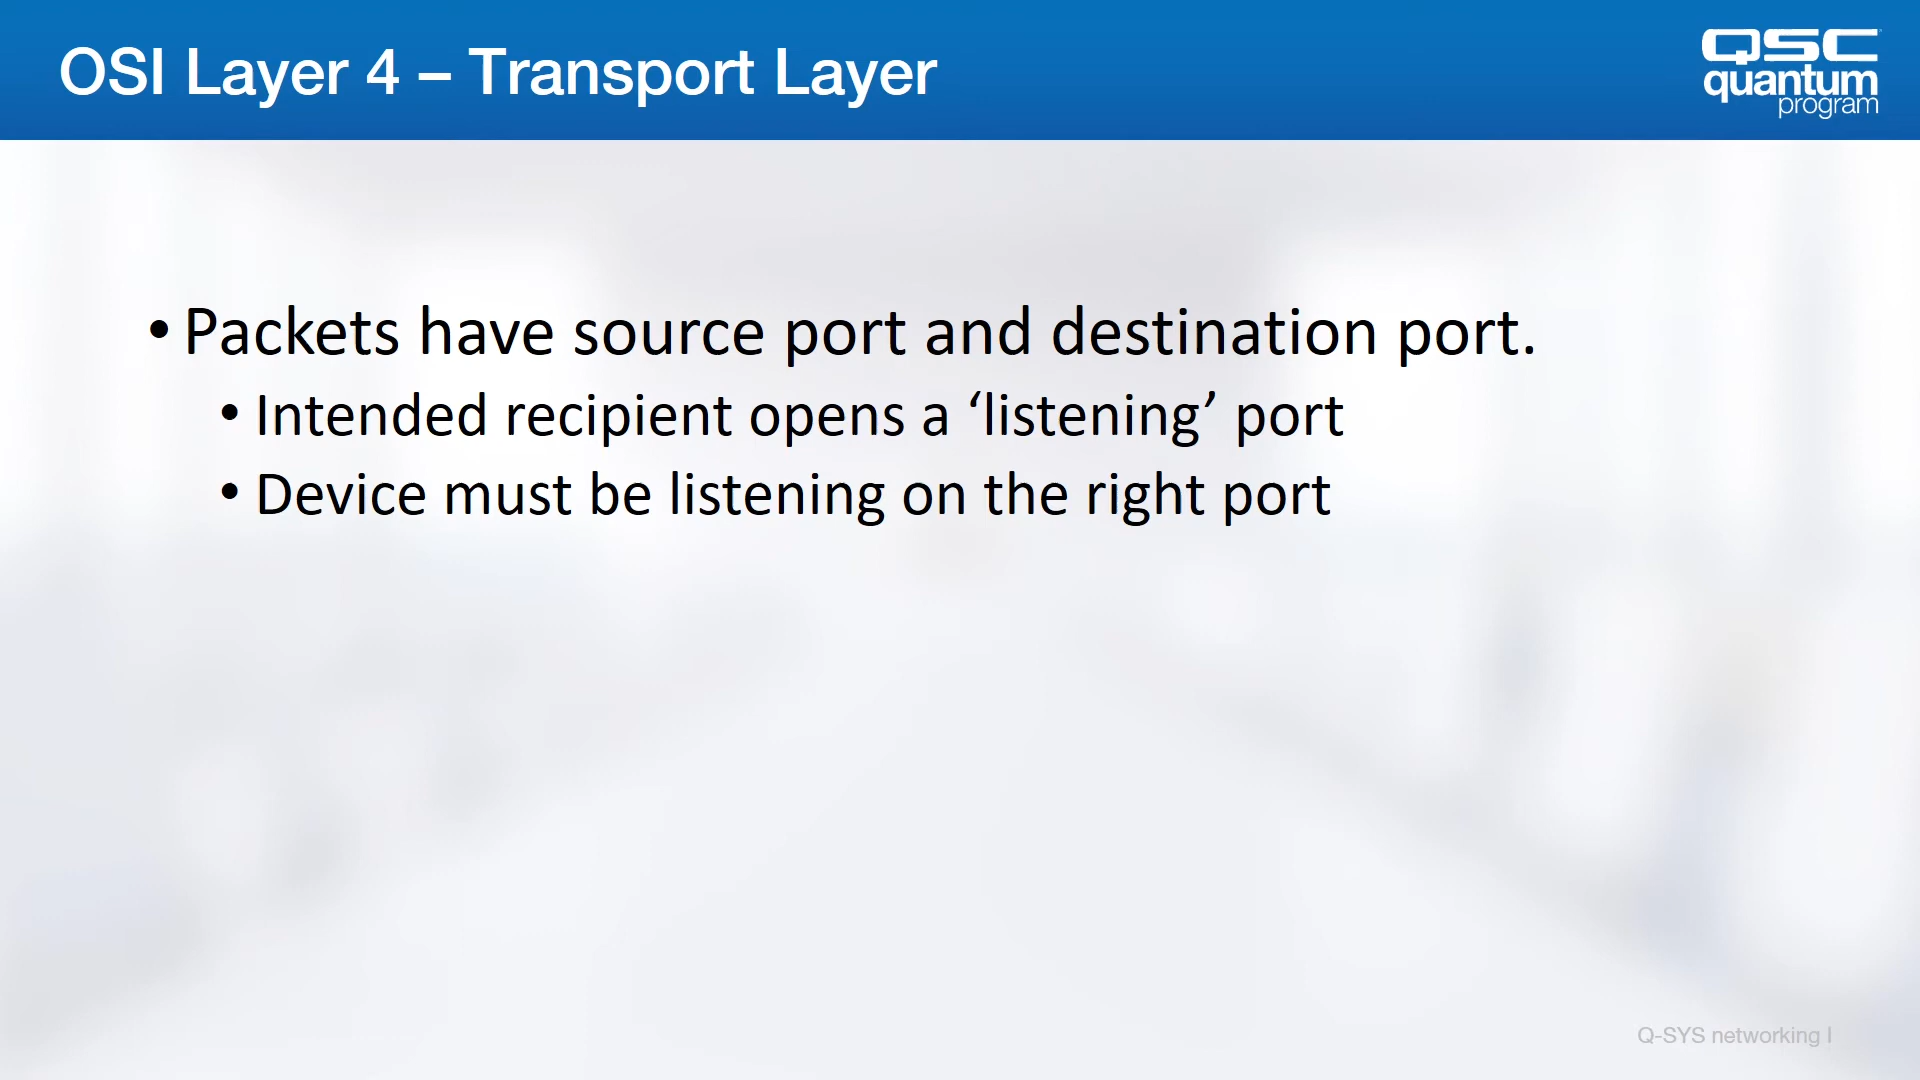 OSI Layer 4 – Transport Layer
QSC
quantum
program
• Packets have source port and destination port.
• Intended recipient opens a ‘listening’ port
• Device must be listening on the right port
Q-SYS networking I